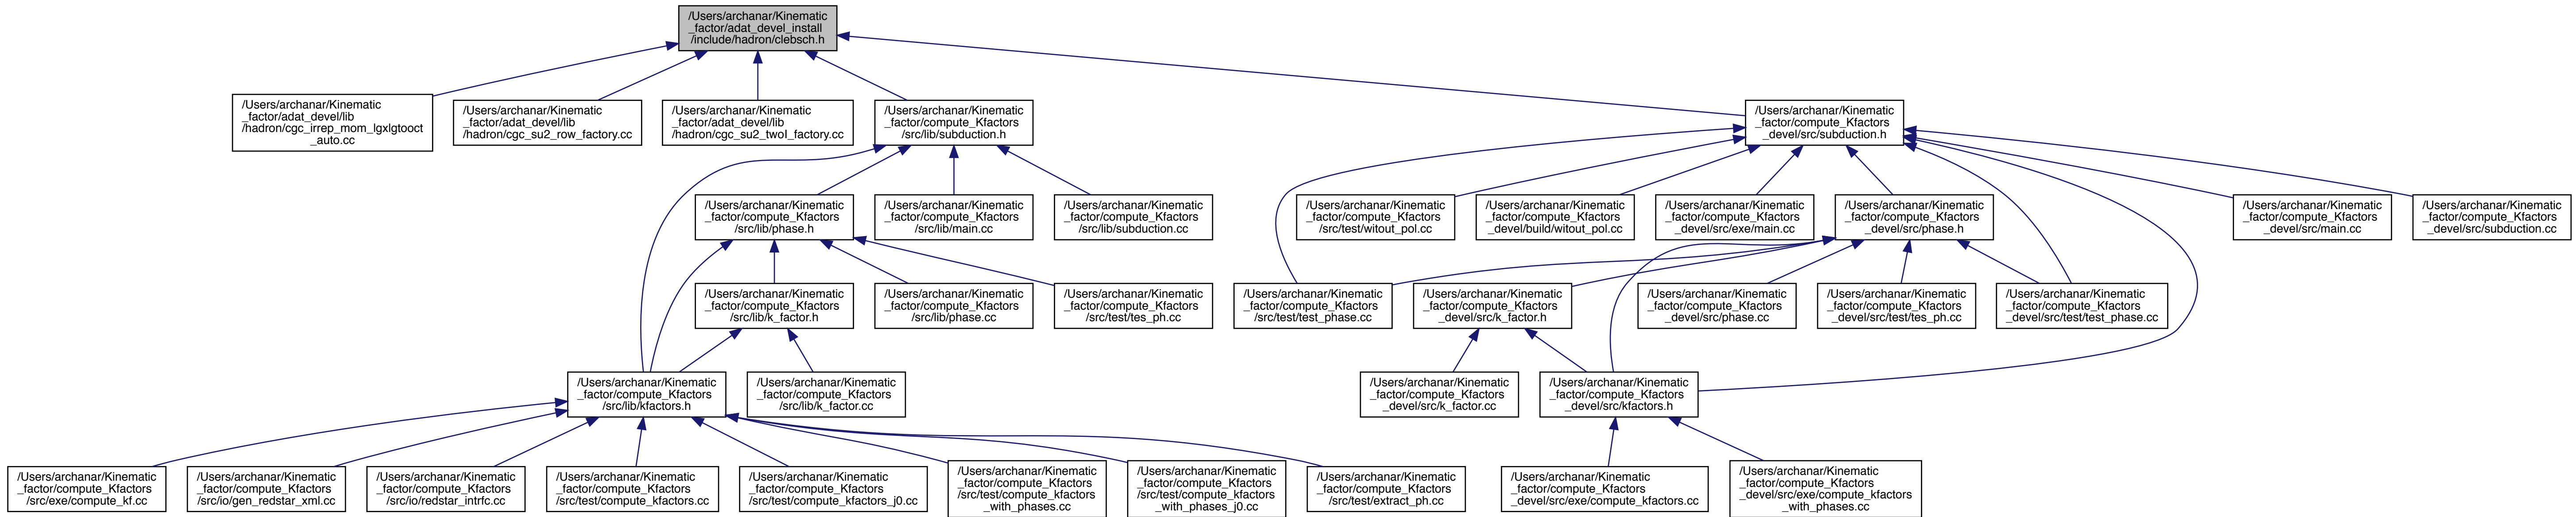 /Users/archanar/Kinematic
_factor/adat_devel_install
/include/hadron/clebsch.h
/Users/archanar/Kinematic
_factor/adat_devel/lib
/hadron/cgc_irrep_mom_lgxlgtooct
_auto.cc
/Users/archanar/Kinematic
_factor/adat_devel/lib
/hadron/cgc_su2_row_factory.cc
/Users/archanar/Kinematic
_factor/adat_devel/lib
/hadron/cgc_su2_twoI_factory.cc
/Users/archanar/Kinematic
_factor/compute_Kfactors
/src/lib/subduction.h
/Users/archanar/Kinematic
_factor/compute_Kfactors
_devel/src/subduction.h
/Users/archanar/Kinematic
_factor/compute_Kfactors
/src/lib/phase.h
/Users/archanar/Kinematic
_factor/compute_Kfactors
/src/lib/main.cc
/Users/archanar/Kinematic
_factor/compute_Kfactors
/src/lib/subduction.cc
/Users/archanar/Kinematic
_factor/compute_Kfactors
/src/test/witout_pol.cc
/Users/archanar/Kinematic
_factor/compute_Kfactors
_devel/build/witout_pol.cc
/Users/archanar/Kinematic
_factor/compute_Kfactors
_devel/src/exe/main.cc
/Users/archanar/Kinematic
_factor/compute_Kfactors
_devel/src/phase.h
/Users/archanar/Kinematic
_factor/compute_Kfactors
_devel/src/main.cc
/Users/archanar/Kinematic
_factor/compute_Kfactors
_devel/src/subduction.cc
/Users/archanar/Kinematic
_factor/compute_Kfactors
/src/lib/k_factor.h
/Users/archanar/Kinematic
_factor/compute_Kfactors
/src/lib/phase.cc
/Users/archanar/Kinematic
_factor/compute_Kfactors
/src/test/tes_ph.cc
/Users/archanar/Kinematic
_factor/compute_Kfactors
/src/test/test_phase.cc
/Users/archanar/Kinematic
_factor/compute_Kfactors
_devel/src/k_factor.h
/Users/archanar/Kinematic
_factor/compute_Kfactors
_devel/src/phase.cc
/Users/archanar/Kinematic
_factor/compute_Kfactors
_devel/src/test/tes_ph.cc
/Users/archanar/Kinematic
_factor/compute_Kfactors
_devel/src/test/test_phase.cc
/Users/archanar/Kinematic
_factor/compute_Kfactors
/src/lib/kfactors.h
/Users/archanar/Kinematic
_factor/compute_Kfactors
/src/lib/k_factor.cc
/Users/archanar/Kinematic
_factor/compute_Kfactors
_devel/src/k_factor.cc
/Users/archanar/Kinematic
_factor/compute_Kfactors
_devel/src/kfactors.h
/Users/archanar/Kinematic
_factor/compute_Kfactors
/src/exe/compute_kf.cc
/Users/archanar/Kinematic
_factor/compute_Kfactors
/src/io/gen_redstar_xml.cc
/Users/archanar/Kinematic
_factor/compute_Kfactors
/src/io/redstar_intrfc.cc
/Users/archanar/Kinematic
_factor/compute_Kfactors
/src/test/compute_kfactors.cc
/Users/archanar/Kinematic
_factor/compute_Kfactors
/src/test/compute_kfactors_j0.cc
/Users/archanar/Kinematic
_factor/compute_Kfactors
/src/test/compute_kfactors
_with_phases.cc
/Users/archanar/Kinematic
_factor/compute_Kfactors
/src/test/compute_kfactors
_with_phases_j0.cc
/Users/archanar/Kinematic
_factor/compute_Kfactors
/src/test/extract_ph.cc
/Users/archanar/Kinematic
_factor/compute_Kfactors
_devel/src/exe/compute_kfactors.cc
/Users/archanar/Kinematic
_factor/compute_Kfactors
_devel/src/exe/compute_kfactors
_with_phases.cc